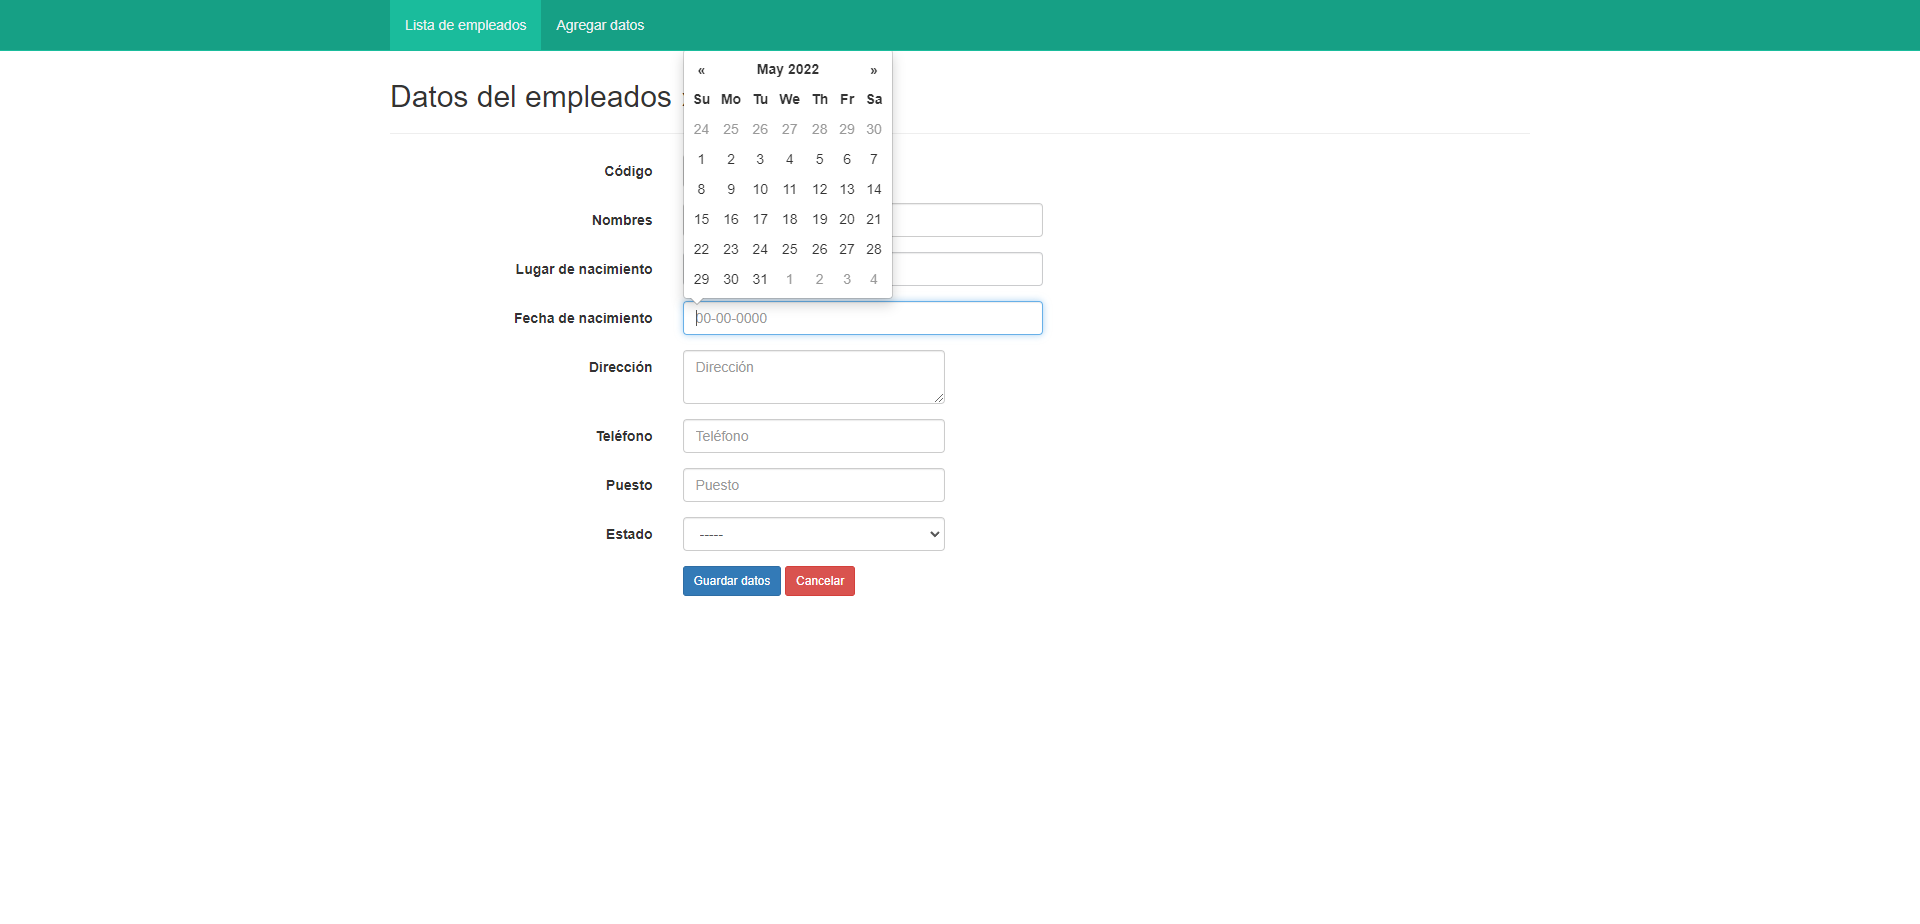 Lista de empleados Agregar datos
« May 2022 »
Datos del empleados
Su Mo Tu We Th Fr Sa
24 25 26 27 28 29 30
1 2 3 4 5 6 7
8 9 10 11 12 13 14
15 16 17 18 19 20 21
22 23 24 25 26 27 28
29 30 31 1 2 3 4
Código
Nombres
Lugar de nacimiento
Fecha de nacimiento 00-00-0000
Dirección Dirección
Teléfono Teléfono
Puesto Puesto
Estado -----
Guardar datos Cancelar